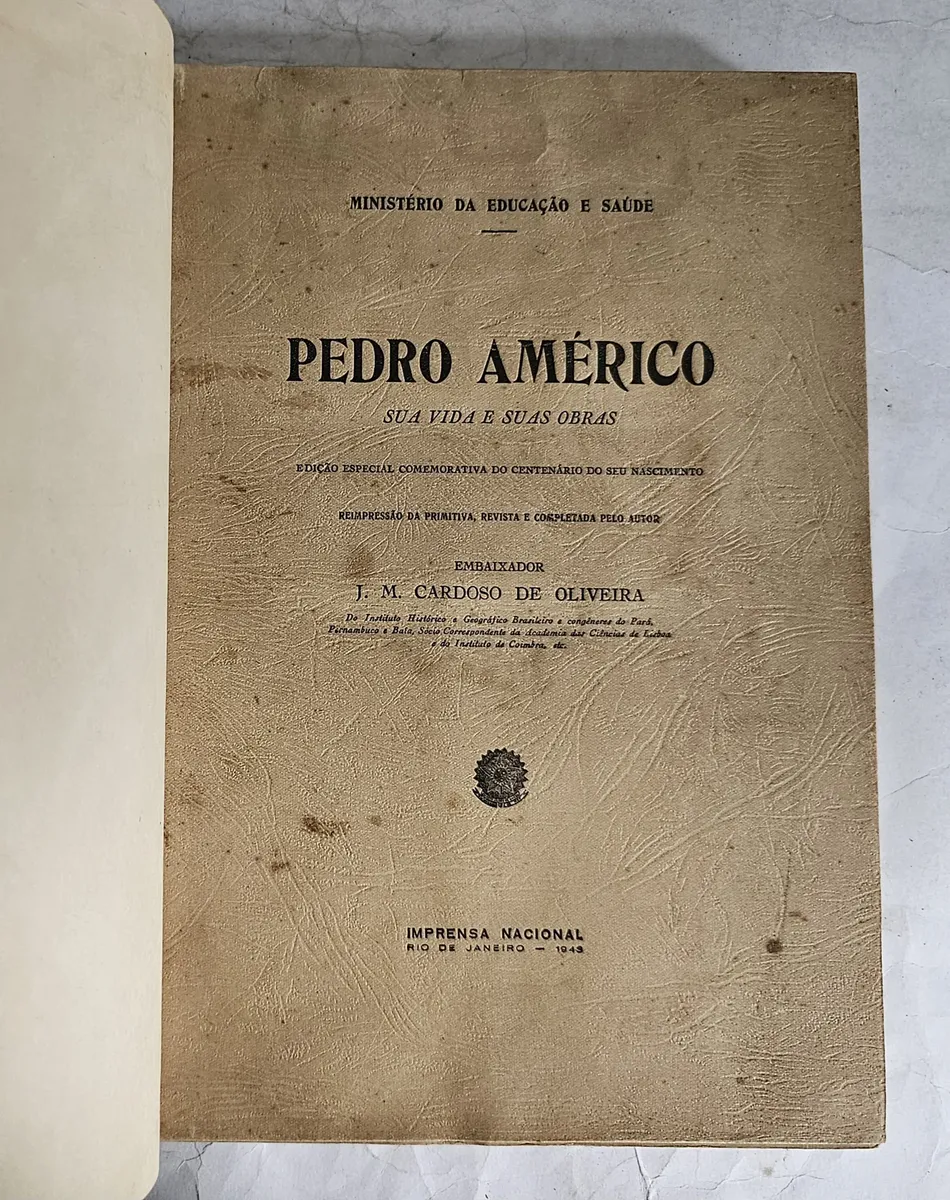 MINISTÉRIO DA EDUCAÇÃO E SAÚDE
PEDRO AMÉRICO
SUA VIDA E SUAS OBRAS
EDIÇÃO ESPECIAL COMEMORATIVA DO CENTENÁRIO DO SEU NASCIMENTO
REIMPRESSÃO DA PRIMITIVA, REVISTA E COMPLETADA PELO AUTOR
EMBAIXADOR
J. M. CARDOSO DE OLIVEIRA
Do Instituto Histórico e Geográfico Brasileiro e congêneres do Pará,
Pernambuco e Baía, Sócio Correspondente da Academia das Ciências de Lisboa
e do Instituto de Coimbra, etc.
IMPRENSA NACIONAL
RIO DE JANEIRO — 1943